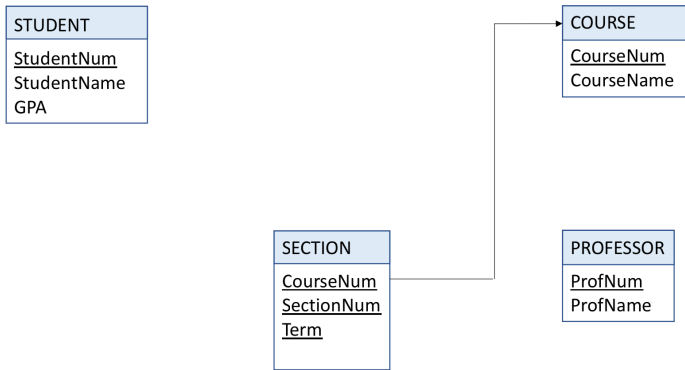 STUDENT
StudentNum
StudentName
GPA
COURSE
CourseNum
CourseName
SECTION
CourseNum
SectionNum
Term
PROFESSOR
ProfNum
ProfName